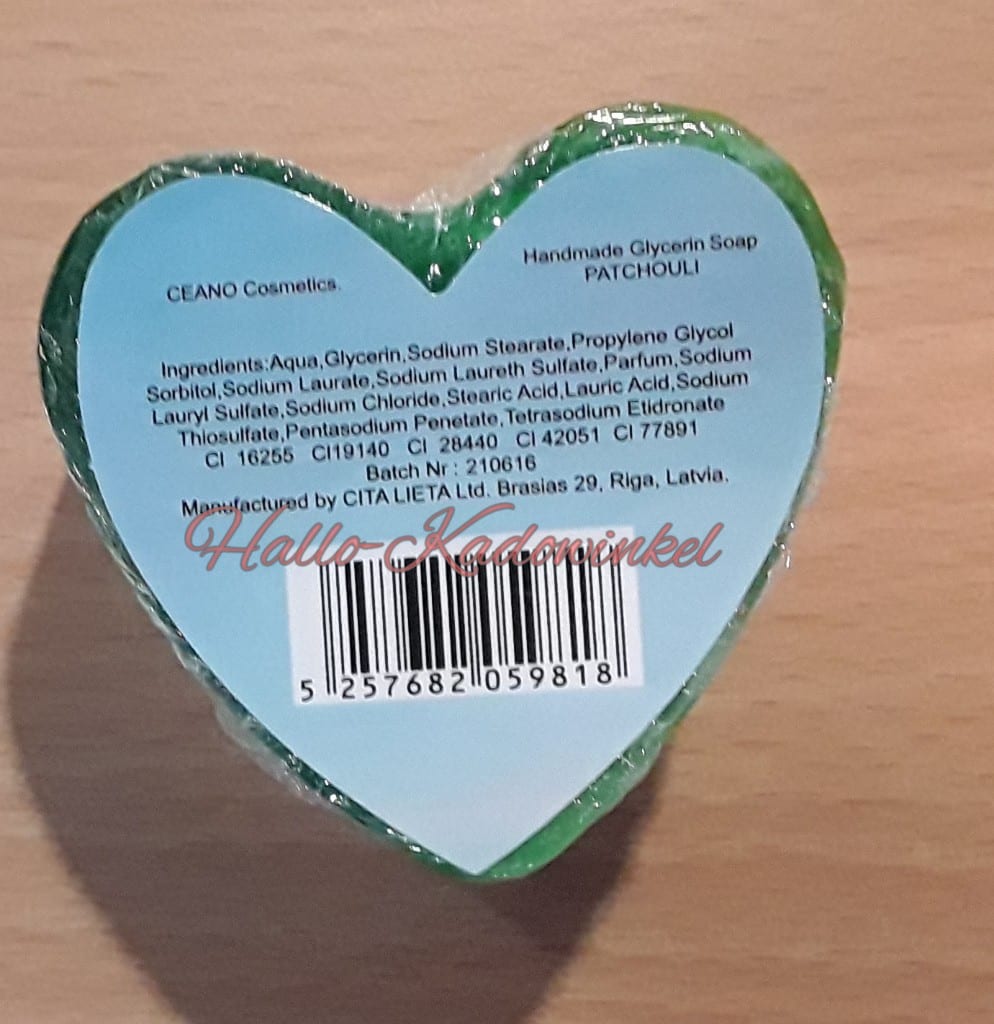 CEANO Cosmetics.
Handmade Glycerin Soap
PATCHOULI
Ingredients:Aqua,Glycerin,Sodium Stearate,Propylene Glycol
Sorbitol,Sodium Laurate,Sodium Laureth Sulfate,Parfum,Sodium
Lauryl Sulfate,Sodium Chloride,Stearic Acid,Lauric Acid,Sodium
Thiosulfate,Pentasodium Penetate,Tetrasodium Etidronate
CI 16255 CI19140 CI 28440 CI 42051 CI 77891
Batch Nr : 210616
Manufactured by CITA LIETA Ltd. Brasias 29, Riga, Latvia.
Hallo-Kadowinkel
5 257682 059818